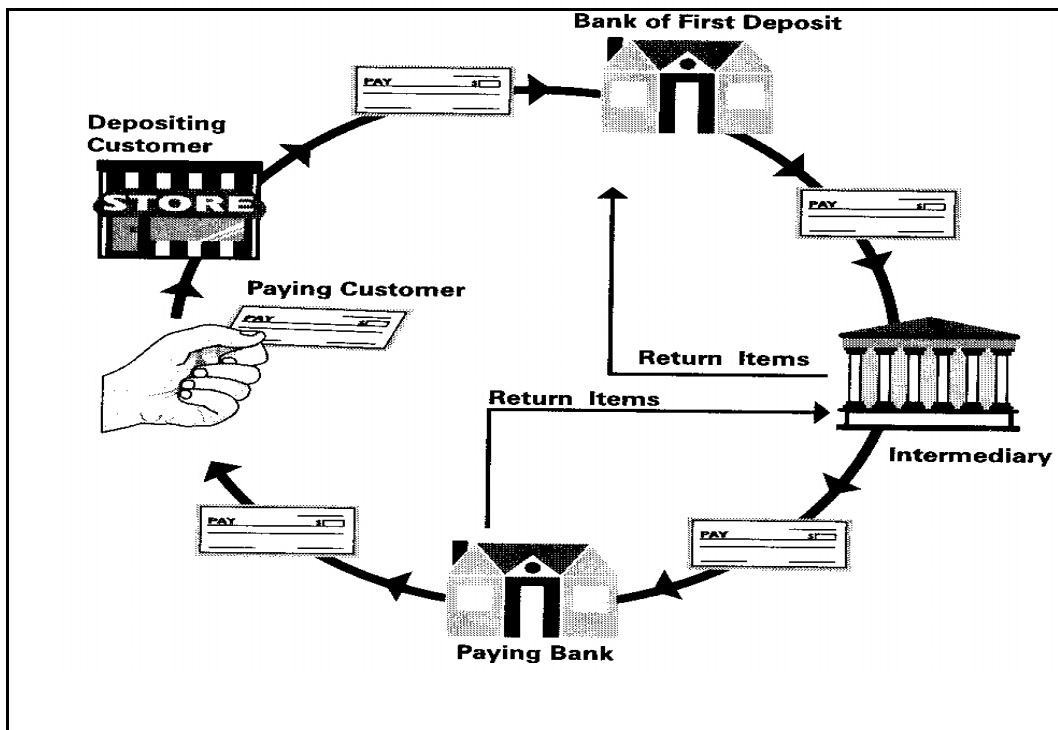 Bank of First Deposit
PAY $
Depositing
Customer
STORE
PAY $
Paying Customer
PAY $
Return Items
Return Items
Intermediary
PAY $
PAY $
Paying Bank